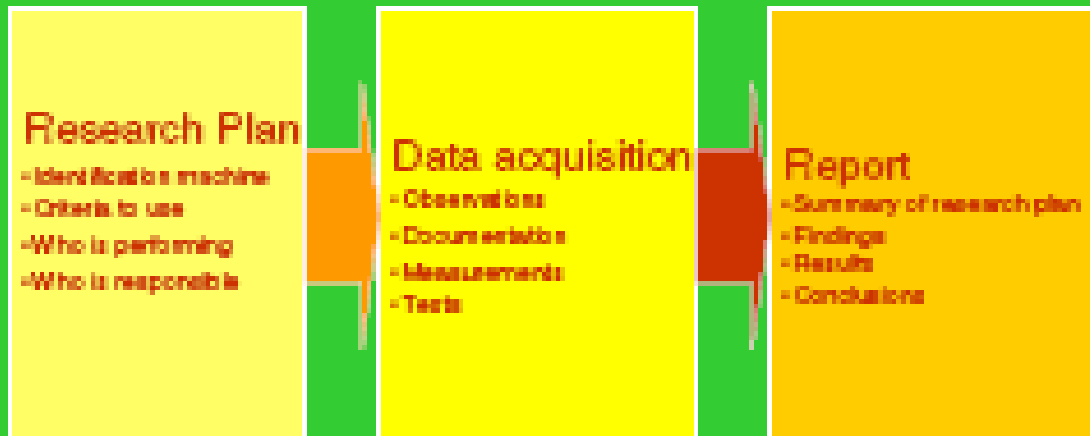 Research Plan
-Identification machine
-Criteria to use
-Who is performing
-Who is responsible
Data acquisition
-Observations
-Documentation
-Measurements
-Tests
Report
-Summary of research plan
-Findings
-Results
-Conclusions